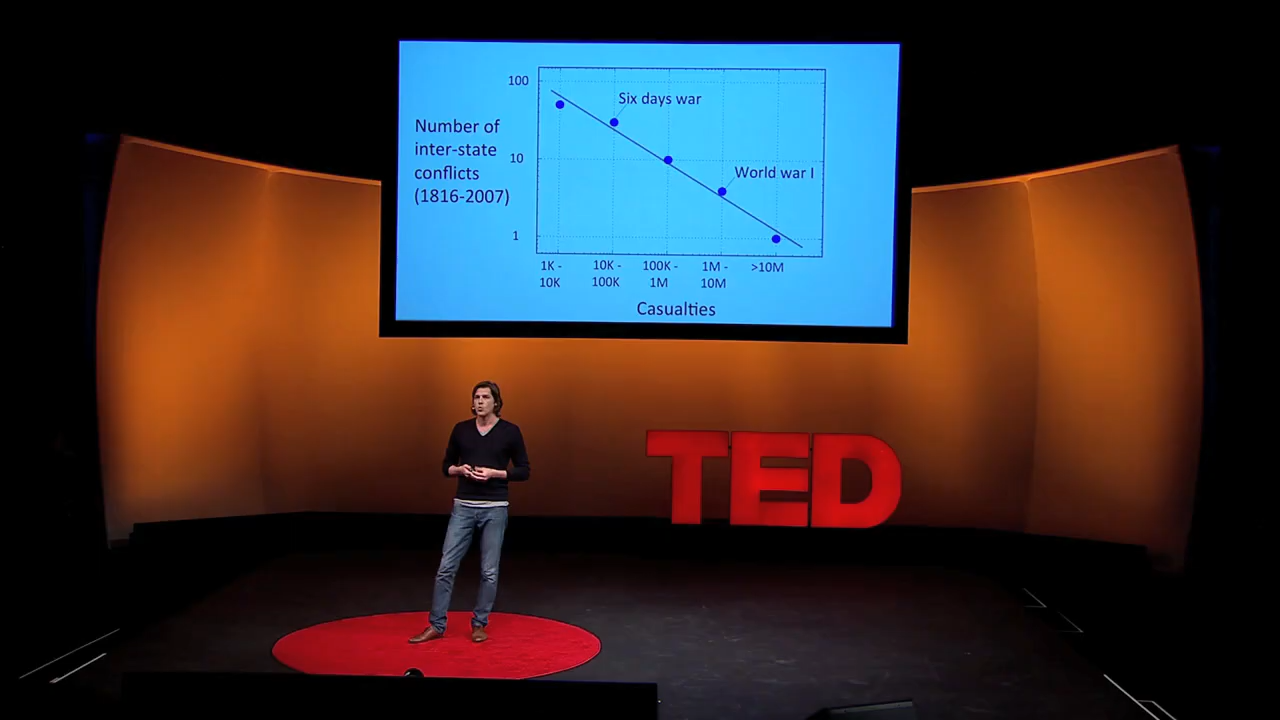 100
Six days war
Number of
inter-state
conflicts
(1816-2007)
10
World war I
1
1K -
10K
10K -
100K
100K -
1M
1M -
10M
>10M
Casualties
TED